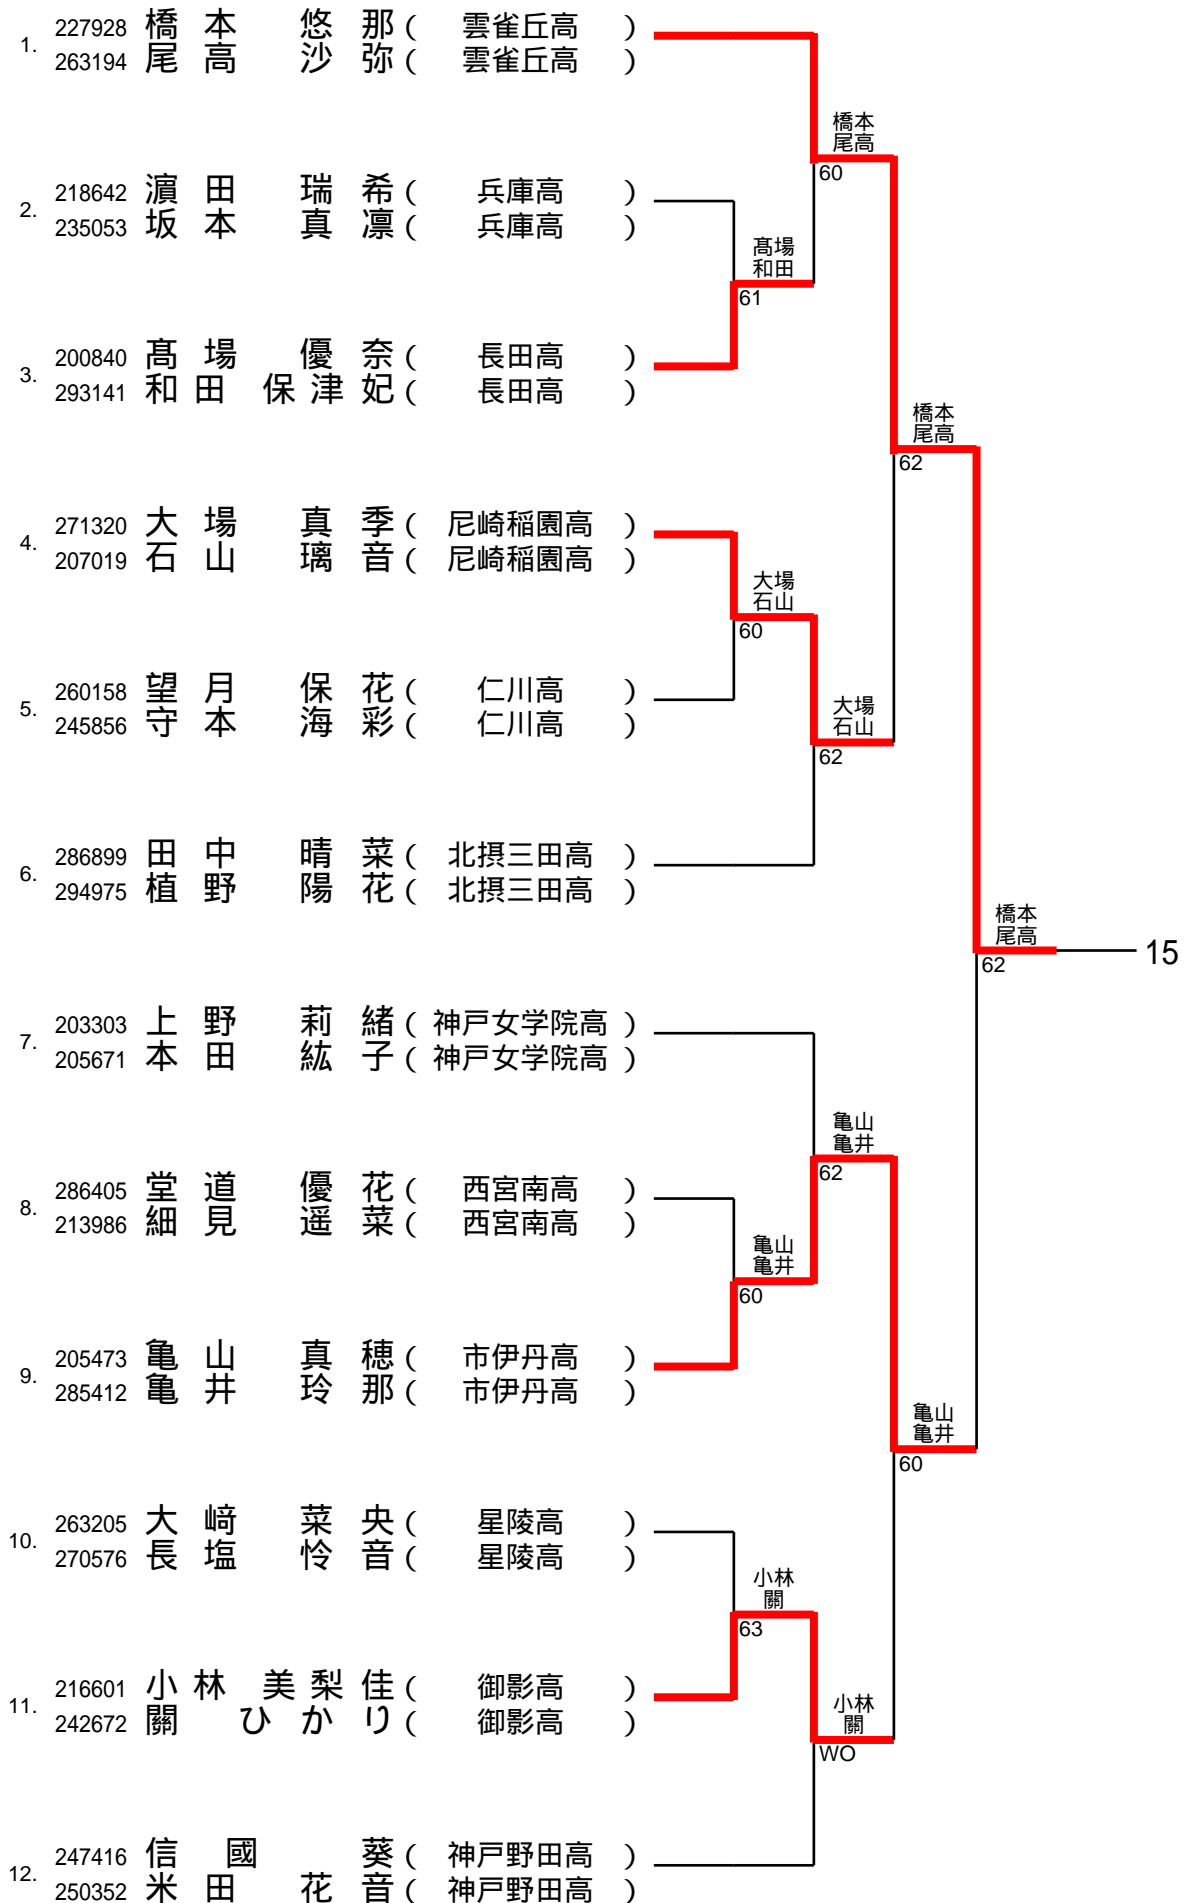 1. 227928 橋本 悠那 ( 雲雀丘高 )
263194 尾高 沙弥 ( 雲雀丘高 )
橋本
尾高
60
2. 218642 濵田 瑞希 ( 兵庫高 )
235053 坂本 真凛 ( 兵庫高 )
髙場
和田
61
3. 200840 髙場 優奈 ( 長田高 )
293141 和田 保津妃 ( 長田高 )
橋本
尾高
62
4. 271320 大場 真季 ( 尼崎稲園高 )
207019 石山 璃音 ( 尼崎稲園高 )
大場
石山
60
5. 260158 望月 保花 ( 仁川高 )
245856 守本 海彩 ( 仁川高 )
大場
石山
62
6. 286899 田中 晴菜 ( 北摂三田高 )
294975 植野 陽花 ( 北摂三田高 )
橋本
尾高
62
15
7. 203303 上野 莉緒 ( 神戸女学院高 )
205671 本田 紘子 ( 神戸女学院高 )
亀山
亀井
62
8. 286405 堂道 優花 ( 西宮南高 )
213986 細見 遥菜 ( 西宮南高 )
亀山
亀井
60
9. 205473 亀山 真穂 ( 市伊丹高 )
285412 亀井 玲那 ( 市伊丹高 )
亀山
亀井
60
10. 263205 大﨑 菜央 ( 星陵高 )
270576 長塩 怜音 ( 星陵高 )
小林
關
63
11. 216601 小林 美梨佳 ( 御影高 )
242672 關 ひかり ( 御影高 )
小林
關
WO
12. 247416 信國 葵 ( 神戸野田高 )
250352 米田 花音 ( 神戸野田高 )